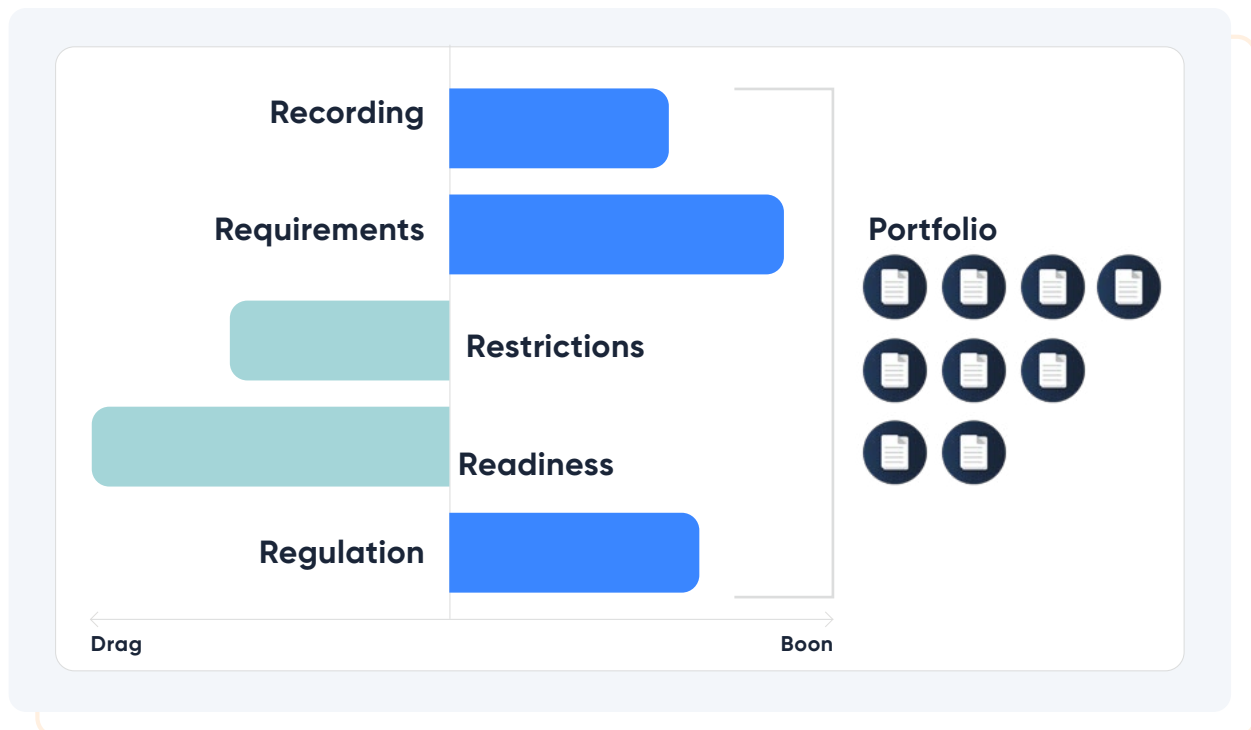 Recording
Requirements
Portfolio
Restrictions
Readiness
Regulation
Drag
Boon